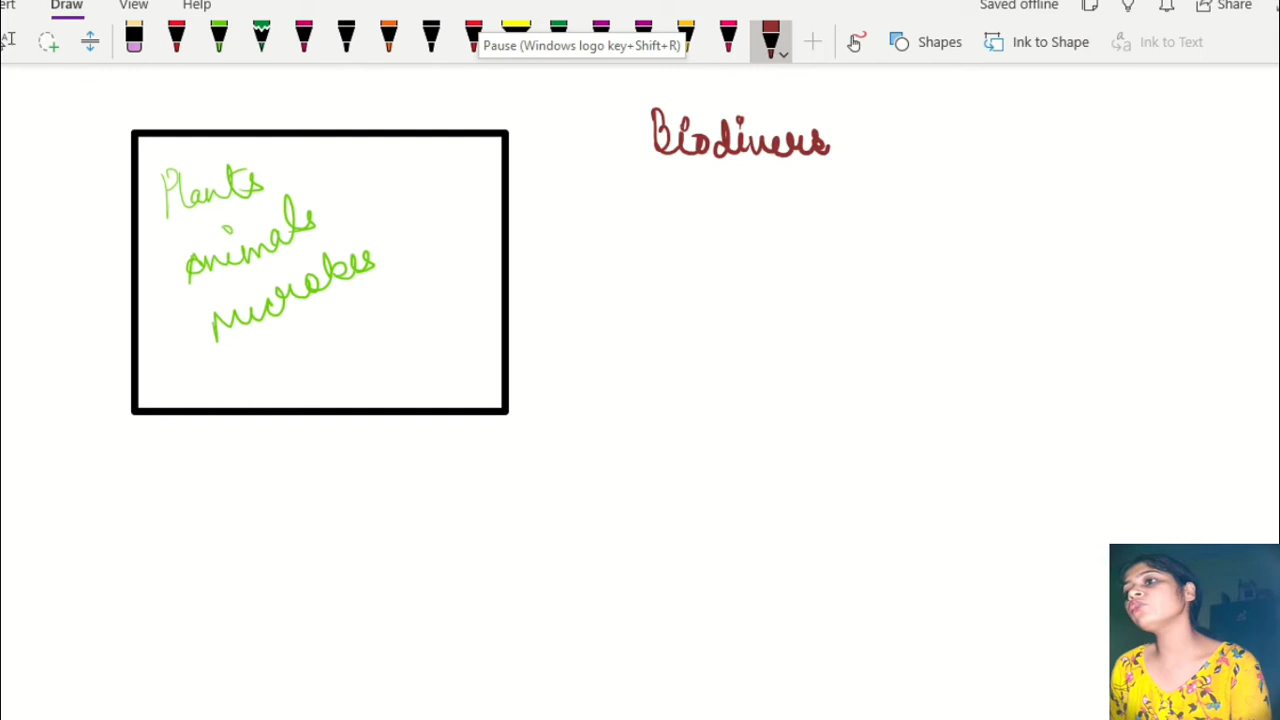 Draw View Help Saved offline Share
Pause (Windows logo key+Shift+R) Shapes Ink to Shape Ink to Text
Biodivers
Plants
Animals
Microbes